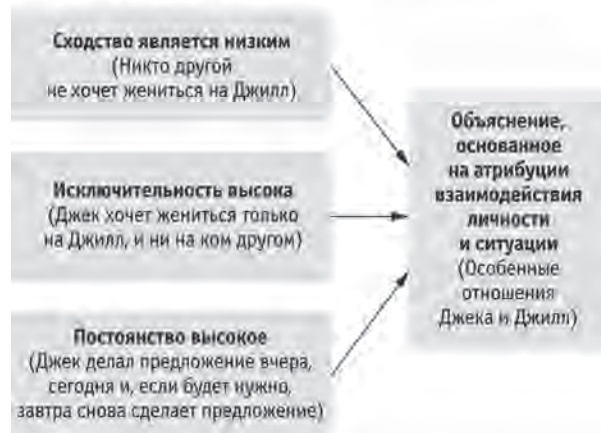 Сходство является низким
(Никто другой
не хочет жениться на Джилл)
Исключительность высока
(Джек хочет жениться только
на Джилл, и ни на ком другом)
Постоянство высокое
(Джек делал предложение вчера,
сегодня и, если будет нужно,
завтра снова сделает предложение)
Объяснение,
основанное
на атрибуции
взаимодействия
личности
и ситуации
(Особенные
отношения
Джека и Джилл)